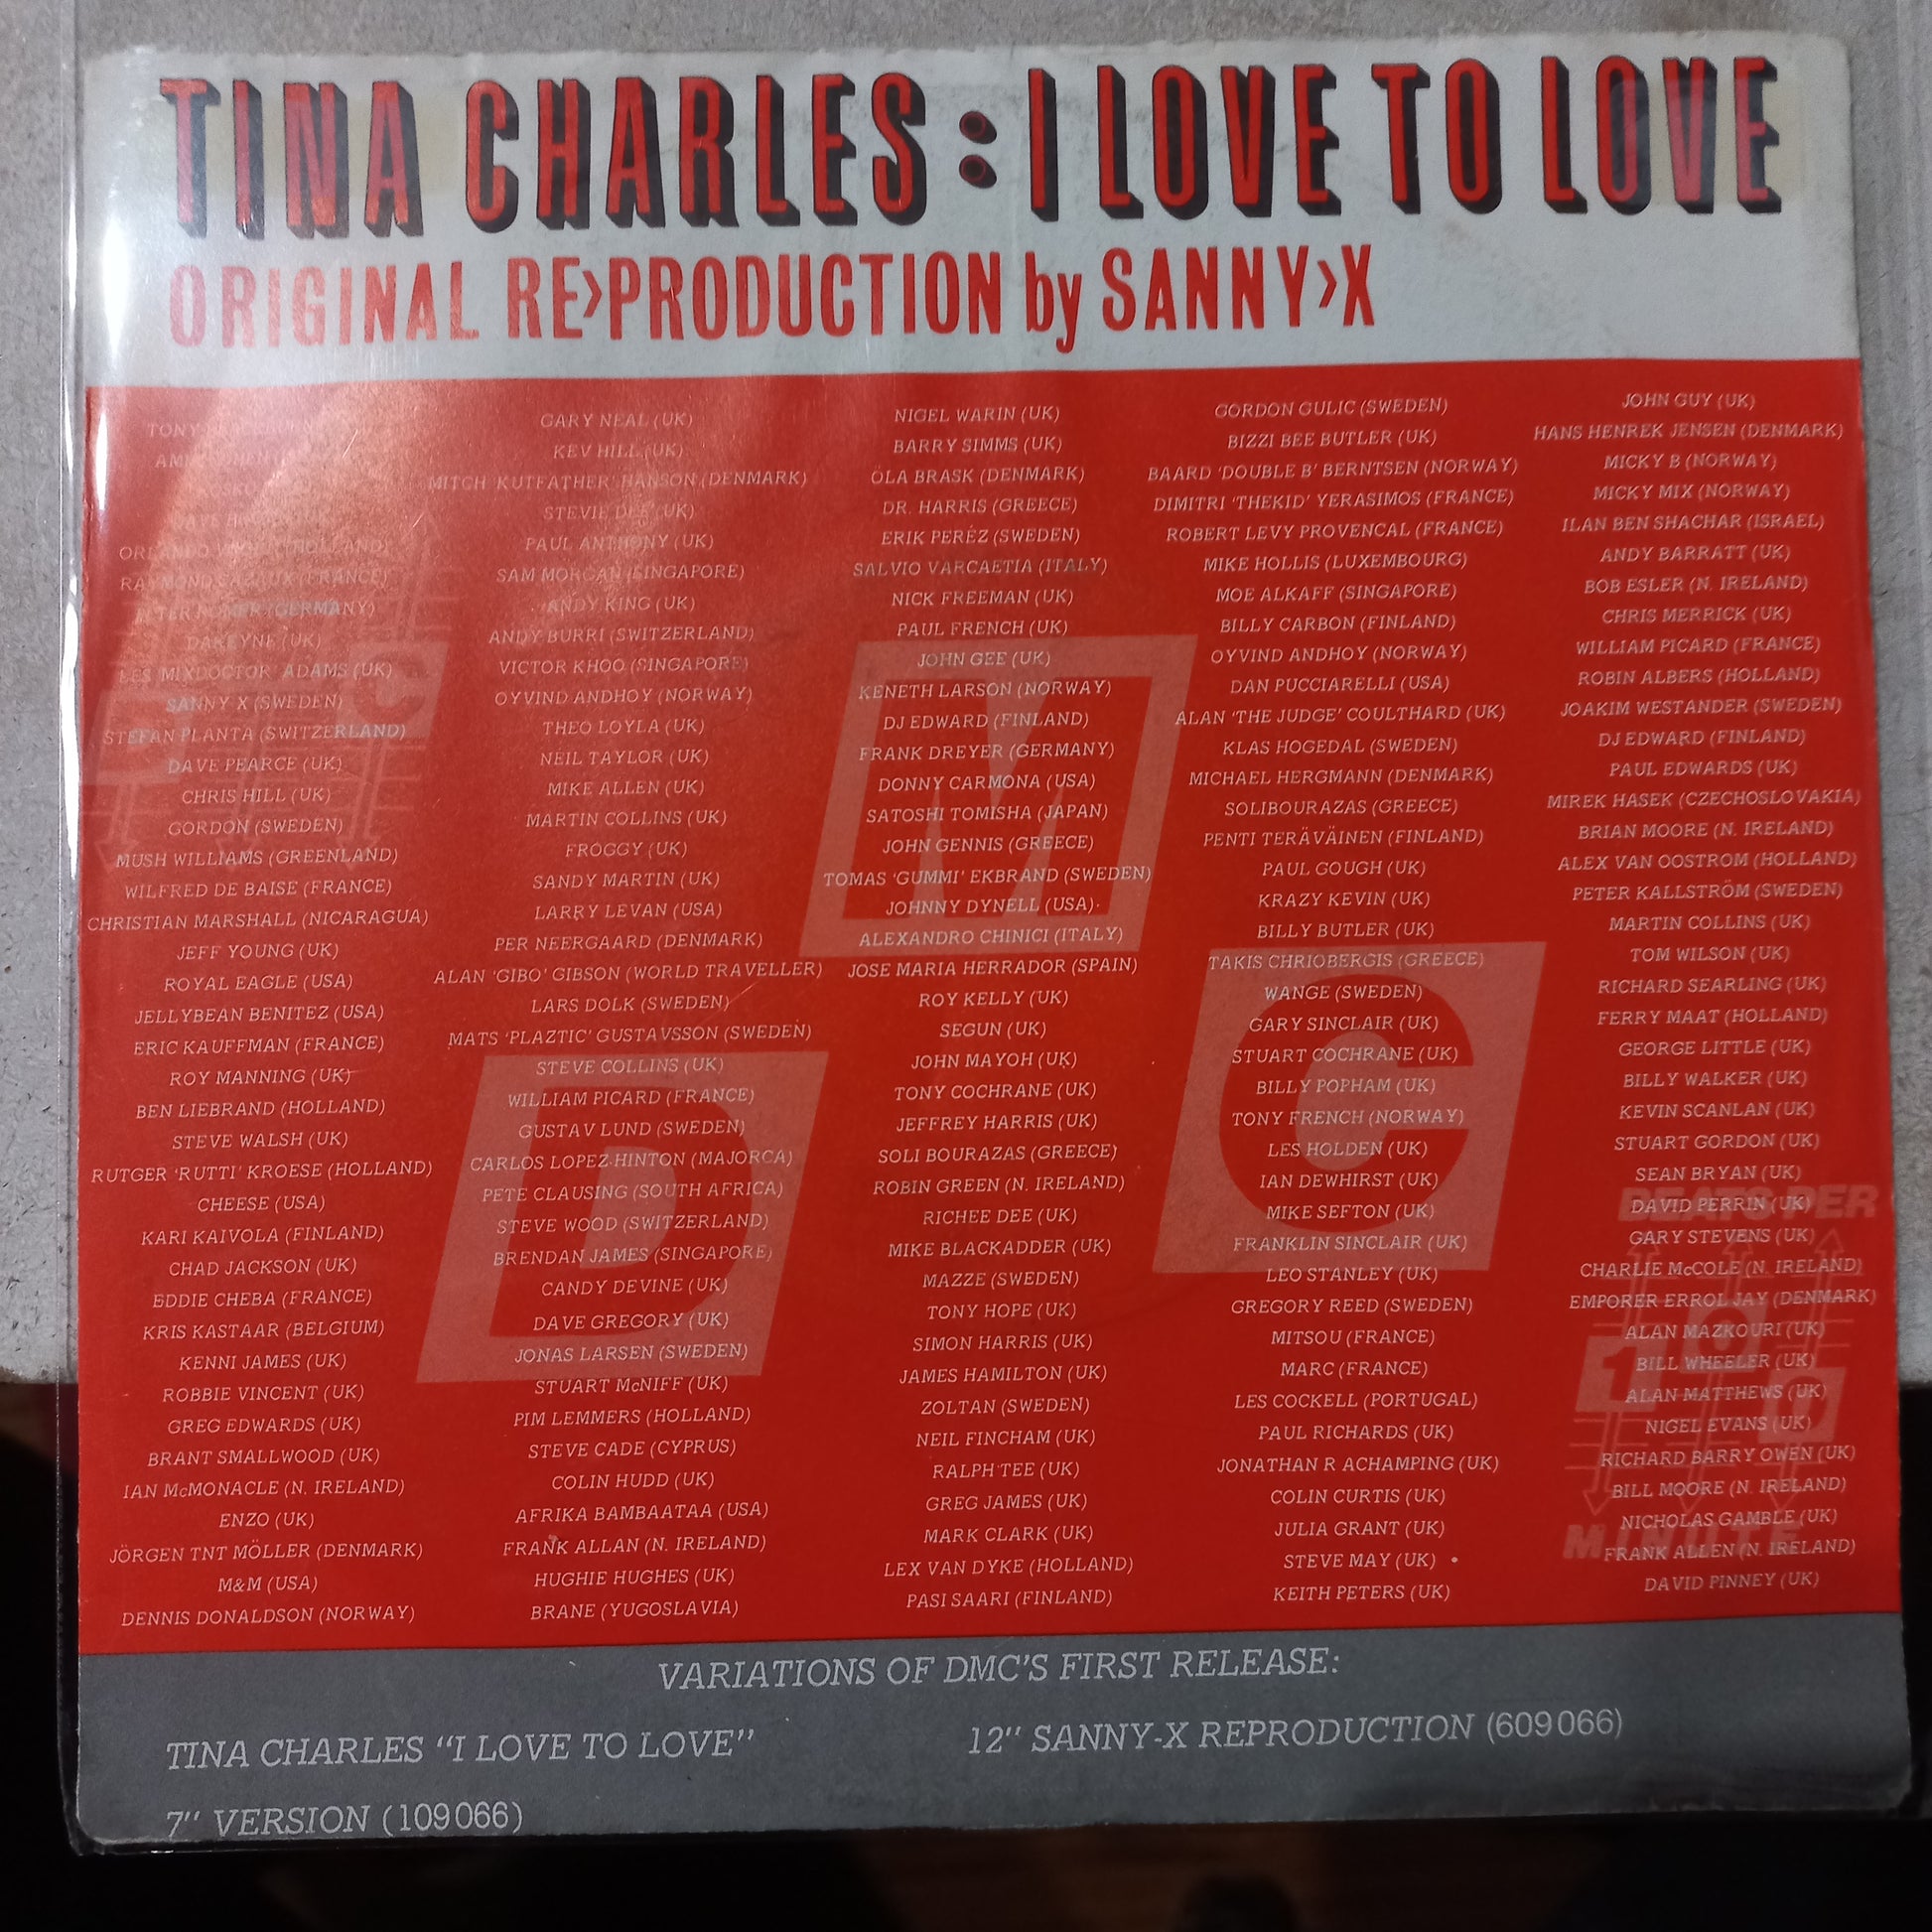 TINA CHARLES : I LOVE TO LOVE
ORIGINAL RE>PRODUCTION by SANNY>X
TONY
ORLANDO (HOLLAND)
RAYMOND (FRANCE)
PETER (GERMANY)
DAKEYNE (UK)
LES MIXDOCTOR' ADAMS (UK)
SANNY X (SWEDEN)
STEFAN PLANTA (SWITZERLAND)
DAVE PEARCE (UK)
CHRIS HILL (UK)
GORDON (SWEDEN)
MUSH WILLIAMS (GREENLAND)
WILFRED DE BAISE (FRANCE)
CHRISTIAN MARSHALL (NICARAGUA)
JEFF YOUNG (UK)
ROYAL EAGLE (USA)
JELLYBEAN BENITEZ (USA)
ERIC KAUFFMAN (FRANCE)
ROY MANNING (UK)
BEN LIEBRAND (HOLLAND)
STEVE WALSH (UK)
RUTGER 'RUTTI' KROESE (HOLLAND)
CHEESE (USA)
KARI KAIVOLA (FINLAND)
CHAD JACKSON (UK)
EDDIE CHEBA (FRANCE)
KRIS KASTAAR (BELGIUM)
KENNI JAMES (UK)
ROBBIE VINCENT (UK)
GREG EDWARDS (UK)
BRANT SMALLWOOD (UK)
IAN McMONACLE (N. IRELAND)
ENZO (UK)
JÖRGEN TNT MÖLLER (DENMARK)
M&M (USA)
DENNIS DONALDSON (NORWAY)
GARY NEAL (UK)
KEV HILL (UK)
MITCH KUTFATHER' HANSON (DENMARK)
STEVIE DEE (UK)
PAUL ANTHONY (UK)
SAM MORGAN (SINGAPORE)
ANDY KING (UK)
ANDY BURRI (SWITZERLAND)
VICTOR KHOO (SINGAPORE)
OYVIND ANDHOY (NORWAY)
THEO LOYLA (UK)
NEIL TAYLOR (UK)
MIKE ALLEN (UK)
MARTIN COLLINS (UK)
FROGGY (UK)
SANDY MARTIN (UK)
LARRY LEVAN (USA)
PER NEERGAARD (DENMARK)
ALAN 'GIBO' GIBSON (WORLD TRAVELLER)
LARS DOLK (SWEDEN)
MATS 'PLAZTIC' GUSTAVSSON (SWEDEN)
STEVE COLLINS (UK)
WILLIAM PICARD (FRANCE)
GUSTAV LUND (SWEDEN)
CARLOS LOPEZ-HINTON (MAJORCA)
PETE CLAUSING (SOUTH AFRICA)
STEVE WOOD (SWITZERLAND)
BRENDAN JAMES (SINGAPORE)
CANDY DEVINE (UK)
DAVE GREGORY (UK)
JONAS LARSEN (SWEDEN)
STUART McNIFF (UK)
PIM LEMMERS (HOLLAND)
STEVE CADE (CYPRUS)
COLIN HUDD (UK)
AFRIKA BAMBAATAA (USA)
FRANK ALLAN (N. IRELAND)
HUGHIE HUGHES (UK)
BRANE (YUGOSLAVIA)
NIGEL WARIN (UK)
BARRY SIMMS (UK)
ÖLA BRASK (DENMARK)
DR. HARRIS (GREECE)
ERIK PERÉZ (SWEDEN)
SALVIO VARCAETIA (ITALY)
NICK FREEMAN (UK)
PAUL FRENCH (UK)
JOHN GEE (UK)
KENETH LARSON (NORWAY)
DJ EDWARD (FINLAND)
FRANK DREYER (GERMANY)
DONNY CARMONA (USA)
SATOSHI TOMISHA (JAPAN)
JOHN GENNIS (GREECE)
TOMAS 'GUMMI' EKBRAND (SWEDEN)
JOHNNY DYNELL (USA)
ALEXANDRO CHINICI (ITALY)
JOSE MARIA HERRADOR (SPAIN)
ROY KELLY (UK)
SEGUN (UK)
JOHN MAYOH (UK)
TONY COCHRANE (UK)
JEFFREY HARRIS (UK)
SOLI BOURAZAS (GREECE)
ROBIN GREEN (N. IRELAND)
RICHEE DEE (UK)
MIKE BLACKADDER (UK)
MAZZE (SWEDEN)
TONY HOPE (UK)
SIMON HARRIS (UK)
JAMES HAMILTON (UK)
ZOLTAN (SWEDEN)
NEIL FINCHAM (UK)
RALPH TEE (UK)
GREG JAMES (UK)
MARK CLARK (UK)
LEX VAN DYKE (HOLLAND)
PASI SAARI (FINLAND)
GORDON GULIC (SWEDEN)
BIZZI BEE BUTLER (UK)
BAARD 'DOUBLE B' BERNTSEN (NORWAY)
DIMITRI 'THEKID' YERASIMOS (FRANCE)
ROBERT LEVY PROVENCAL (FRANCE)
MIKE HOLLIS (LUXEMBOURG)
MOE ALKAFF (SINGAPORE)
BILLY CARBON (FINLAND)
OYVIND ANDHOY (NORWAY)
DAN PUCCIARELLI (USA)
ALAN 'THE JUDGE' COULTHARD (UK)
KLAS HOGEDAL (SWEDEN)
MICHAEL HERGMANN (DENMARK)
SOLIBOURAZAS (GREECE)
PENTI TERÄVÄINEN (FINLAND)
PAUL GOUGH (UK)
KRAZY KEVIN (UK)
BILLY BUTLER (UK)
TAKIS CHRIOBERGIS (GREECE)
WANGE (SWEDEN)
GARY SINCLAIR (UK)
STUART COCHRANE (UK)
BILLY POPHAM (UK)
TONY FRENCH (NORWAY)
LES HOLDEN (UK)
IAN DEWHIRST (UK)
MIKE SEFTON (UK)
FRANKLIN SINCLAIR (UK)
LEO STANLEY (UK)
GREGORY REED (SWEDEN)
MITSOU (FRANCE)
MARC (FRANCE)
LES COCKELL (PORTUGAL)
PAUL RICHARDS (UK)
JONATHAN R ACHAMPING (UK)
COLIN CURTIS (UK)
JULIA GRANT (UK)
STEVE MAY (UK)
KEITH PETERS (UK)
JOHN GUY (UK)
HANS HENREK JENSEN (DENMARK)
MICKY B (NORWAY)
MICKY MIX (NORWAY)
ILAN BEN SHACHAR (ISRAEL)
ANDY BARRATT (UK)
BOB ESLER (N. IRELAND)
CHRIS MERRICK (UK)
WILLIAM PICARD (FRANCE)
ROBIN ALBERS (HOLLAND)
JOAKIM WESTANDER (SWEDEN)
DJ EDWARD (FINLAND)
PAUL EDWARDS (UK)
MIREK HASEK (CZECHOSLOVAKIA)
BRIAN MOORE (N. IRELAND)
ALEX VAN OOSTROM (HOLLAND)
PETER KALLSTRÖM (SWEDEN)
MARTIN COLLINS (UK)
TOM WILSON (UK)
RICHARD SEARLING (UK)
FERRY MAAT (HOLLAND)
GEORGE LITTLE (UK)
BILLY WALKER (UK)
KEVIN SCANLAN (UK)
STUART GORDON (UK)
SEAN BRYAN (UK)
DAVID PERRIN (UK)
GARY STEVENS (UK)
CHARLIE McCOLE (N. IRELAND)
EMPORER ERROL JAY (DENMARK)
ALAN MAZKOURI (UK)
BILL WHEELER (UK)
ALAN MATTHEWS (UK)
NIGEL EVANS (UK)
RICHARD BARRY OWEN (UK)
BILL MOORE (N. IRELAND)
NICHOLAS GAMBLE (UK)
FRANK ALLEN (N. IRELAND)
DAVID PINNEY (UK)
D M C
BEATS PER
MINUTE
VARIATIONS OF DMC'S FIRST RELEASE:
TINA CHARLES "I LOVE TO LOVE"
12" SANNY-X REPRODUCTION (609066)
7" VERSION (109066)